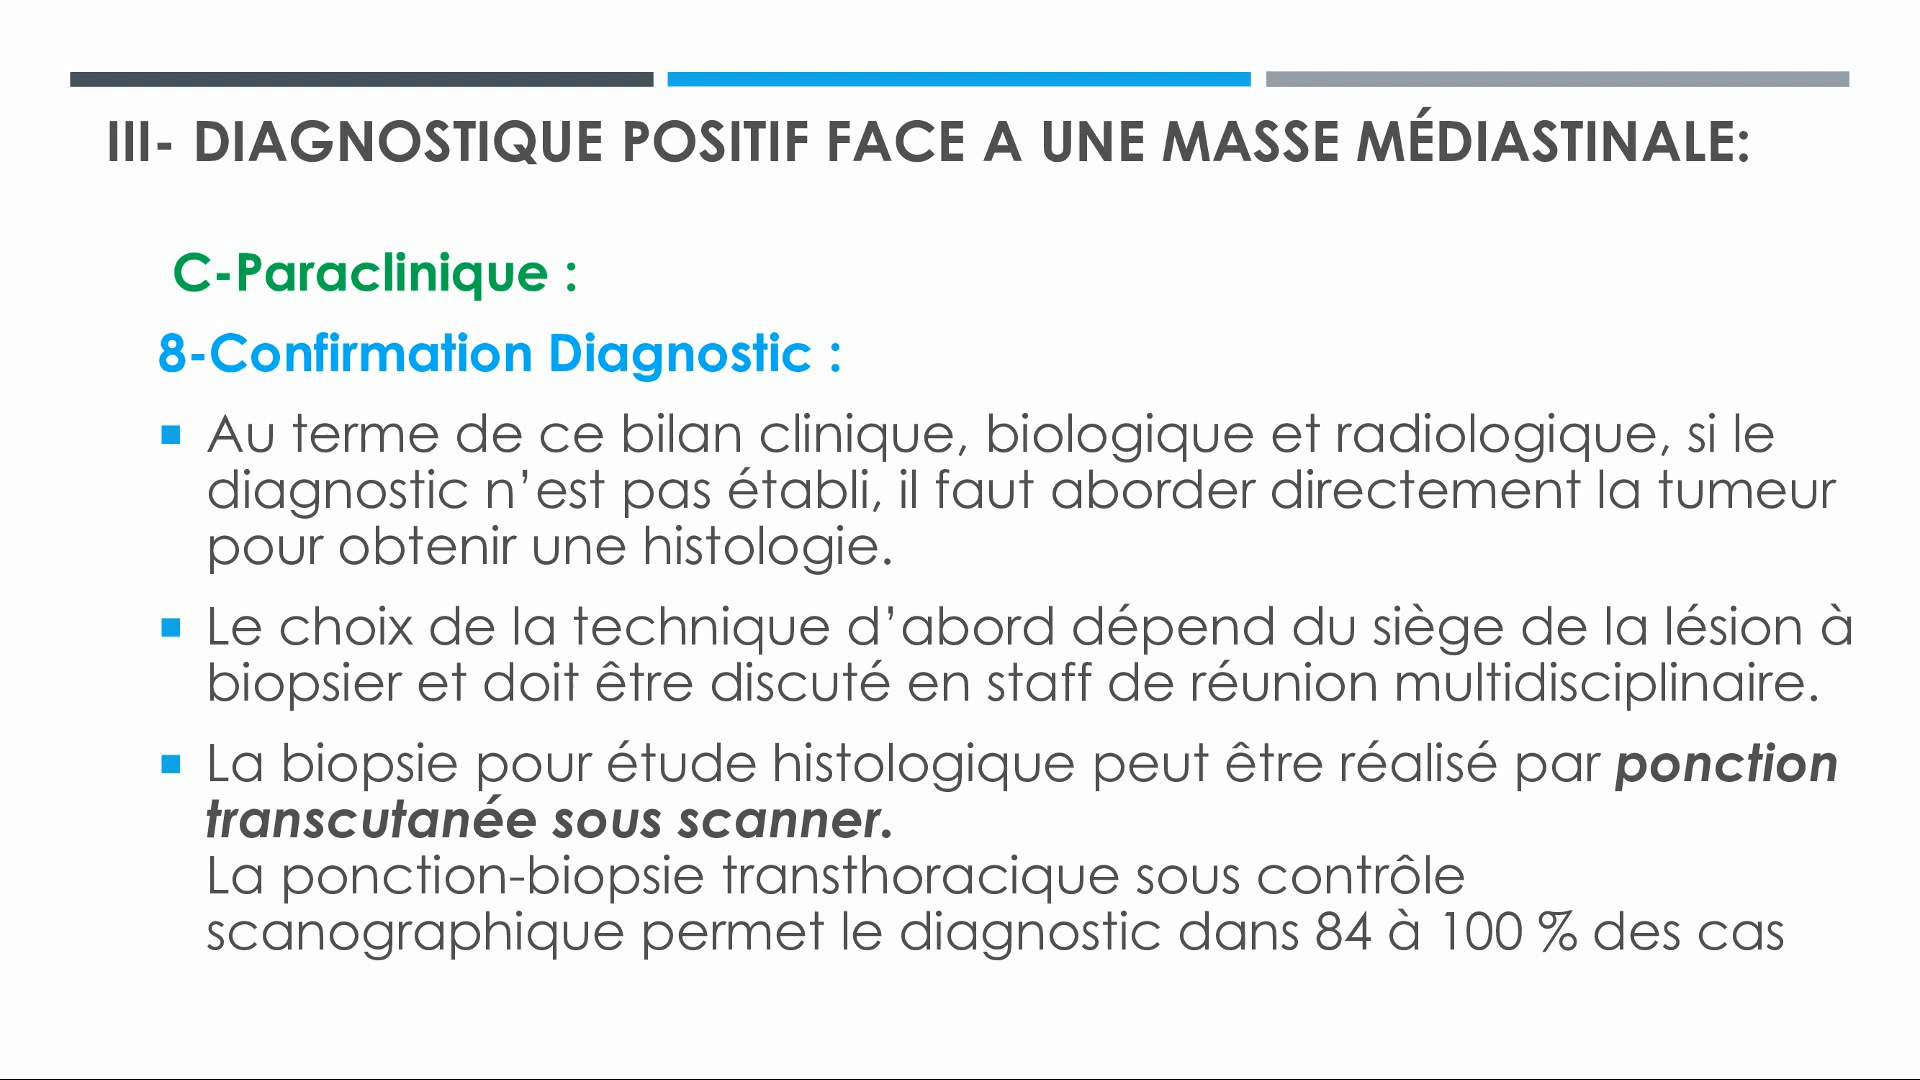 III- DIAGNOSTIQUE POSITIF FACE A UNE MASSE MÉDIASTINALE:
C-Paraclinique :
8-Confirmation Diagnostic :
Au terme de ce bilan clinique, biologique et radiologique, si le
diagnostic n’est pas établi, il faut aborder directement la tumeur
pour obtenir une histologie.
Le choix de la technique d’abord dépend du siège de la lésion à
biopsier et doit être discuté en staff de réunion multidisciplinaire.
La biopsie pour étude histologique peut être réalisé par ponction
transcutanée sous scanner.
La ponction-biopsie transthoracique sous contrôle
scanographique permet le diagnostic dans 84 à 100 % des cas